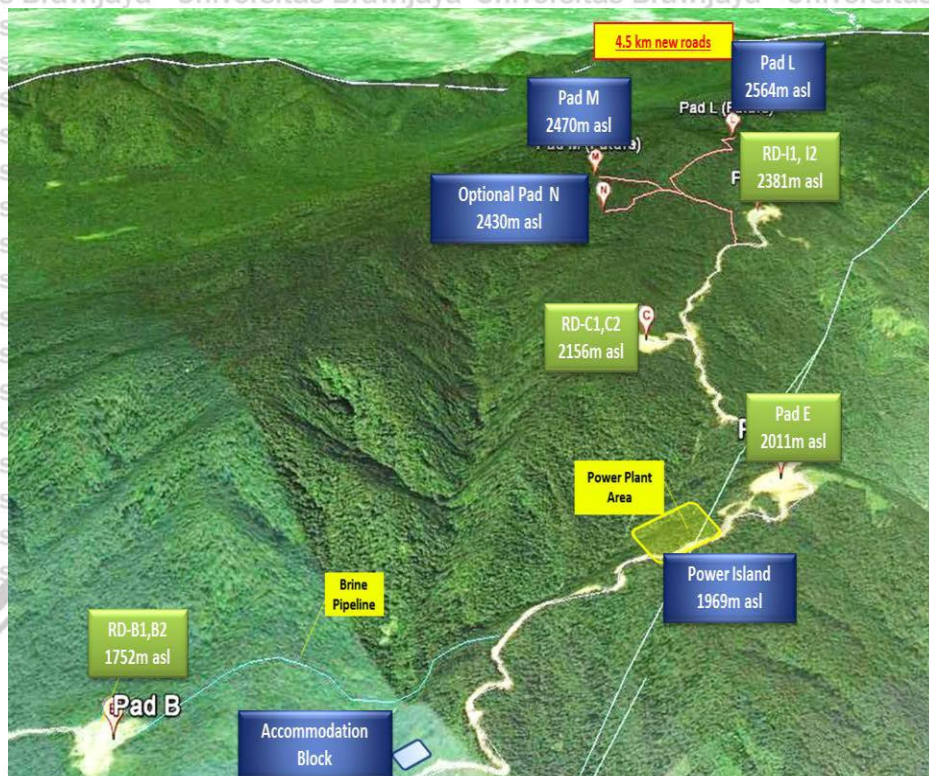 Universitas Brawijaya Universitas Brawijaya Universitas Brawijaya Universitas
4.5 km new roads
Pad L
2564m asl
Pad M
2470m asl
Pad L
RD-I1, I2
2381m asl
M
L
N
Optional Pad N
2430m asl
RD-C1,C2
2156m asl
C
Pad E
2011m asl
Power Plant
Area
Power Island
1969m asl
Brine
Pipeline
RD-B1,B2
1752m asl
Pad B
Accommodation
Block